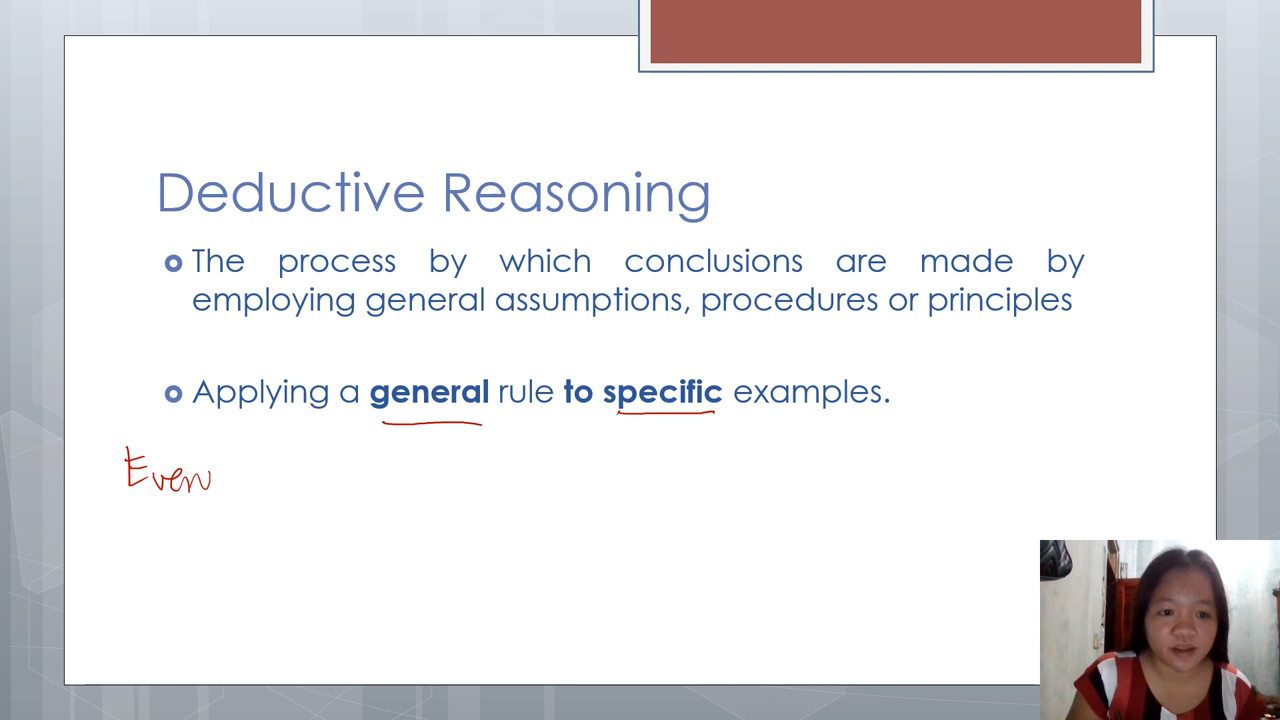 Deductive Reasoning
The process by which conclusions are made by
employing general assumptions, procedures or principles
Applying a general rule to specific examples.
Even